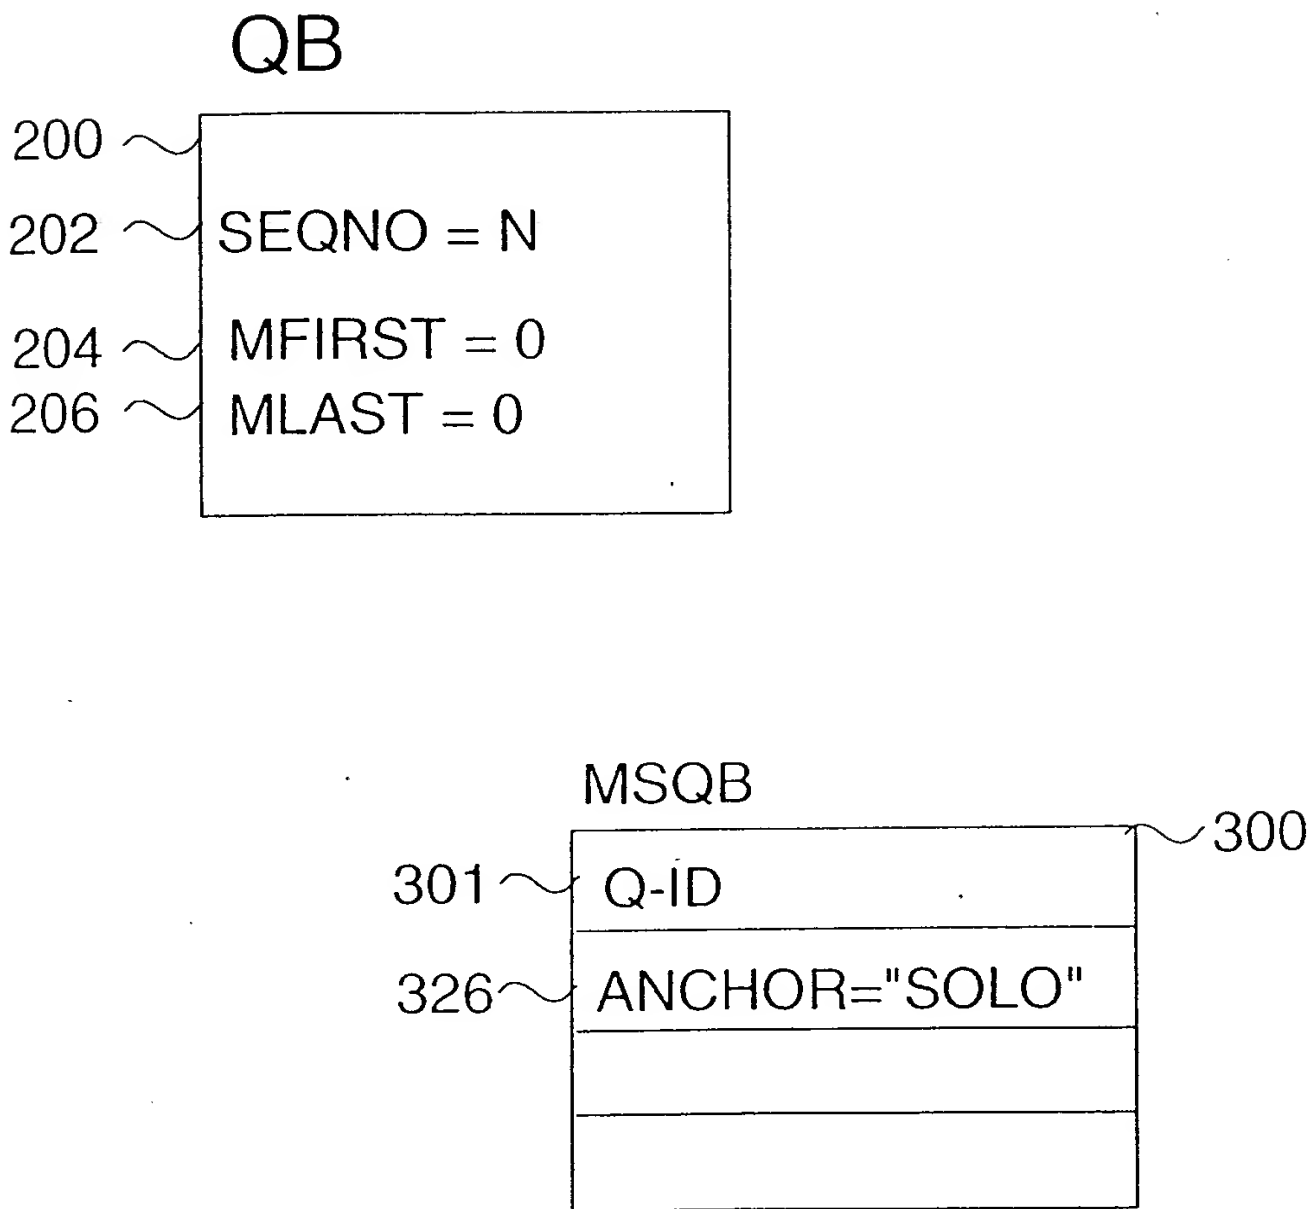 QB
200
202 SEQNO = N
204 MFIRST = 0
206 MLAST = 0
MSQB
300
301 Q-ID
326 ANCHOR="SOLO"